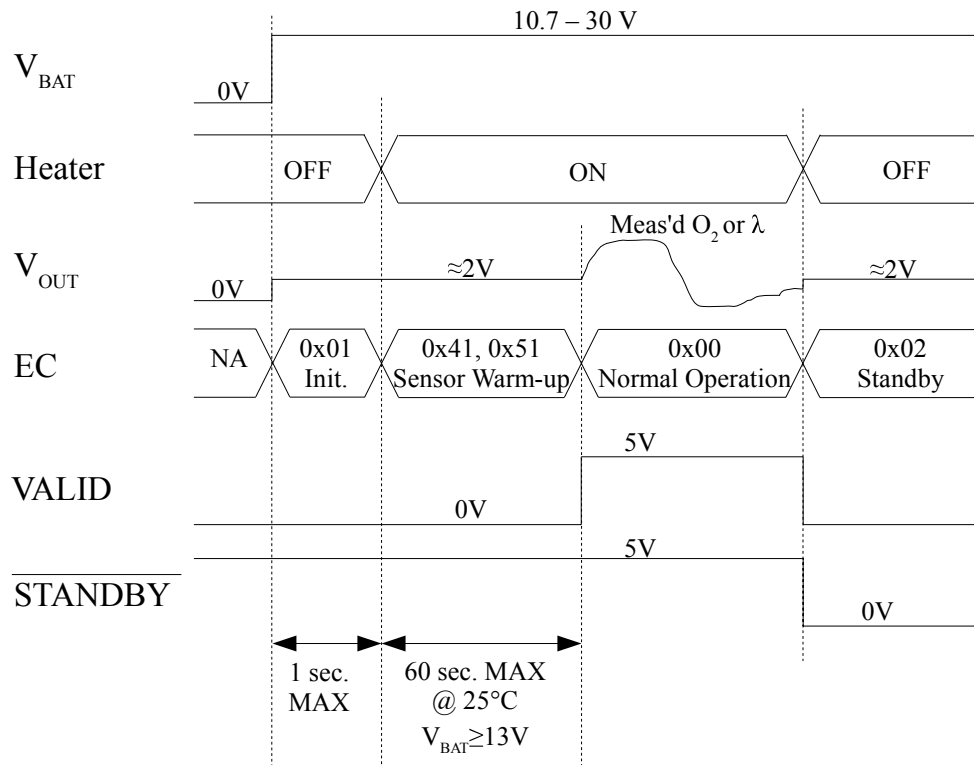 10.7 – 30 V
V_BAT
0V
Heater
OFF
ON
OFF
Meas'd O₂ or λ
V_OUT
≈2V
≈2V
0V
EC
NA
0x01
Init.
0x41, 0x51
Sensor Warm-up
0x00
Normal Operation
0x02
Standby
5V
VALID
0V
5V
STANDBY
0V
1 sec.
MAX
60 sec. MAX
@ 25°C
V_BAT≥13V